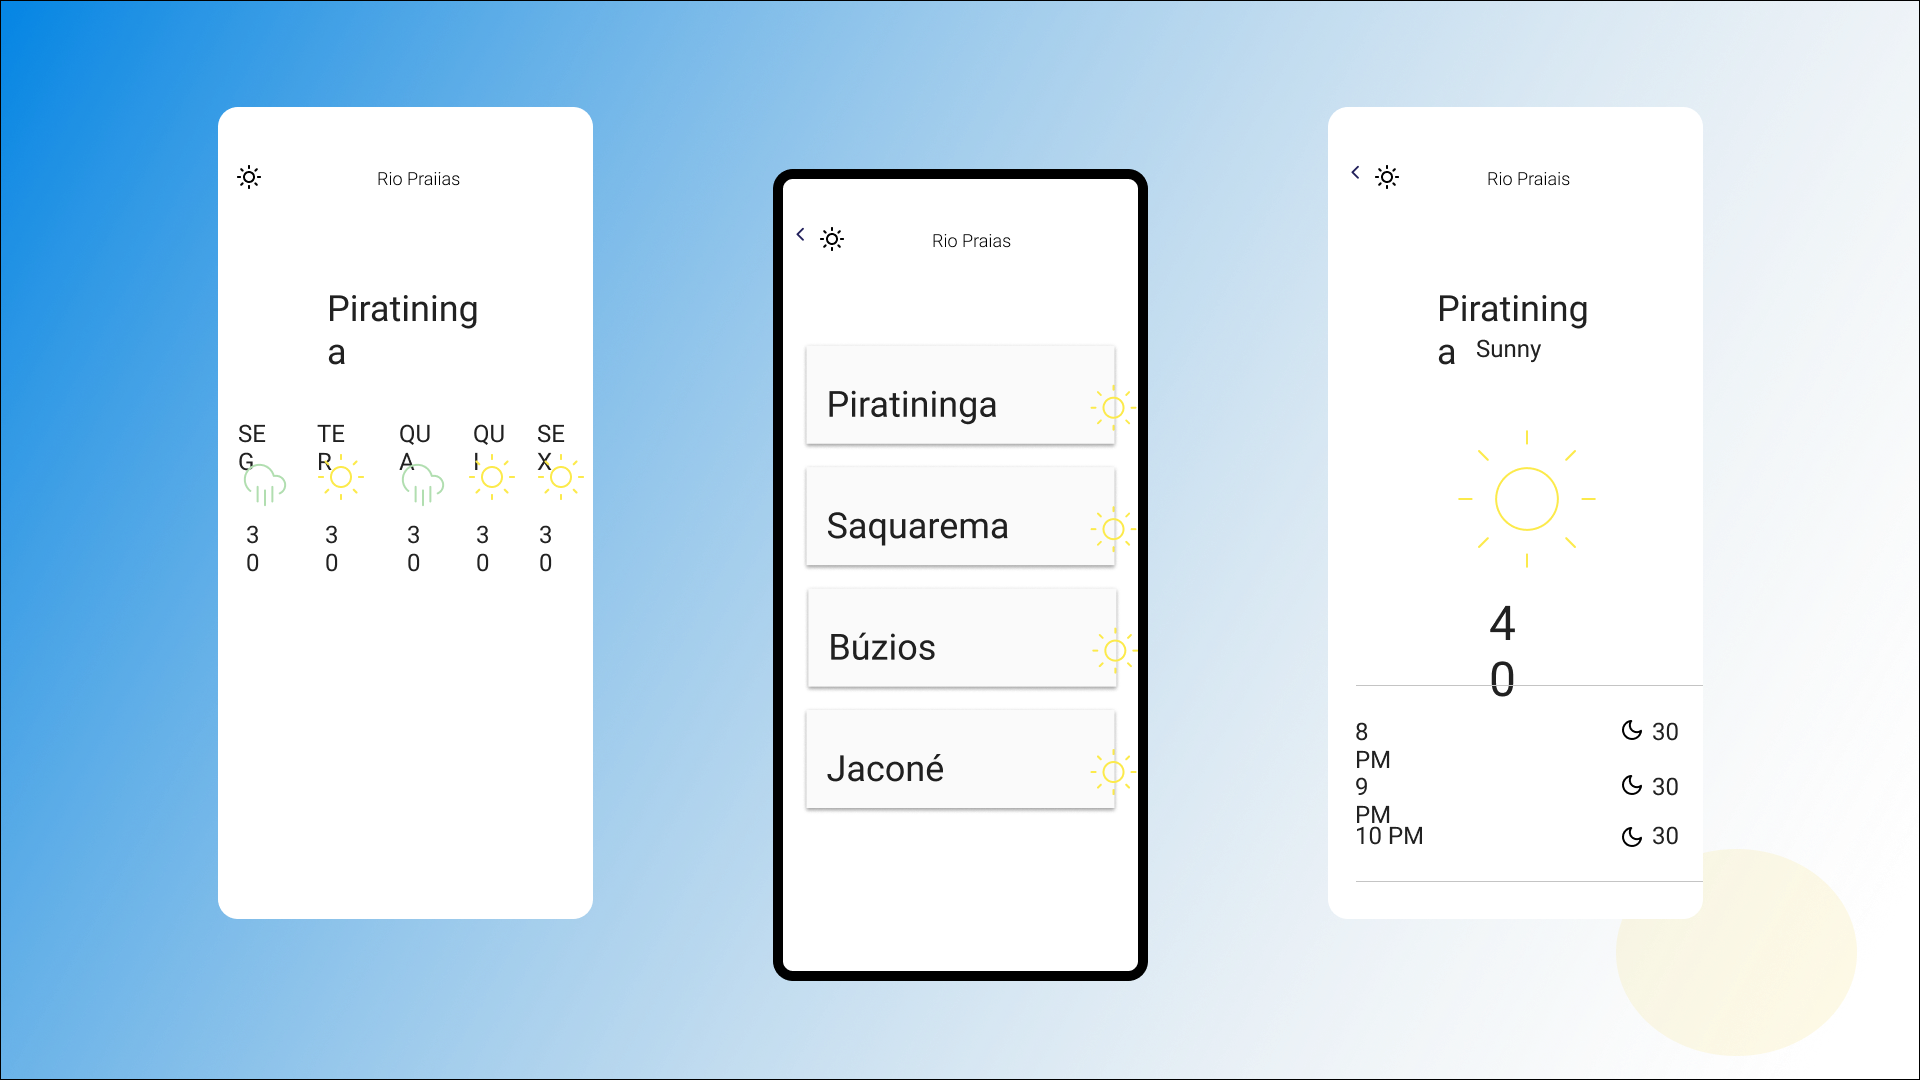 Rio Praiias
Piratining
a
SE
G
TE
R
QU
A
QU
I
SE
X
3
0
3
0
3
0
3
0
3
0
Rio Praias
Piratininga
Saquarema
Búzios
Jaconé
Rio Praiais
Piratining
a
Sunny
4
0
8
PM
30
9
PM
30
10 PM
30